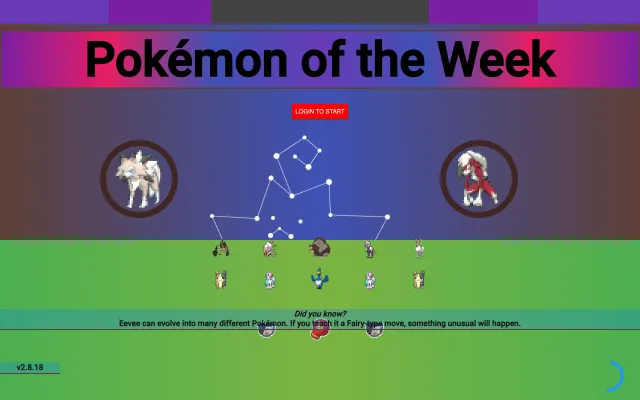 Pokémon of the Week
LOGIN TO START
Did you know?
Eevee can evolve into many different Pokémon. If you teach it a Fairy-type move, something unusual will happen.
v2.8.18